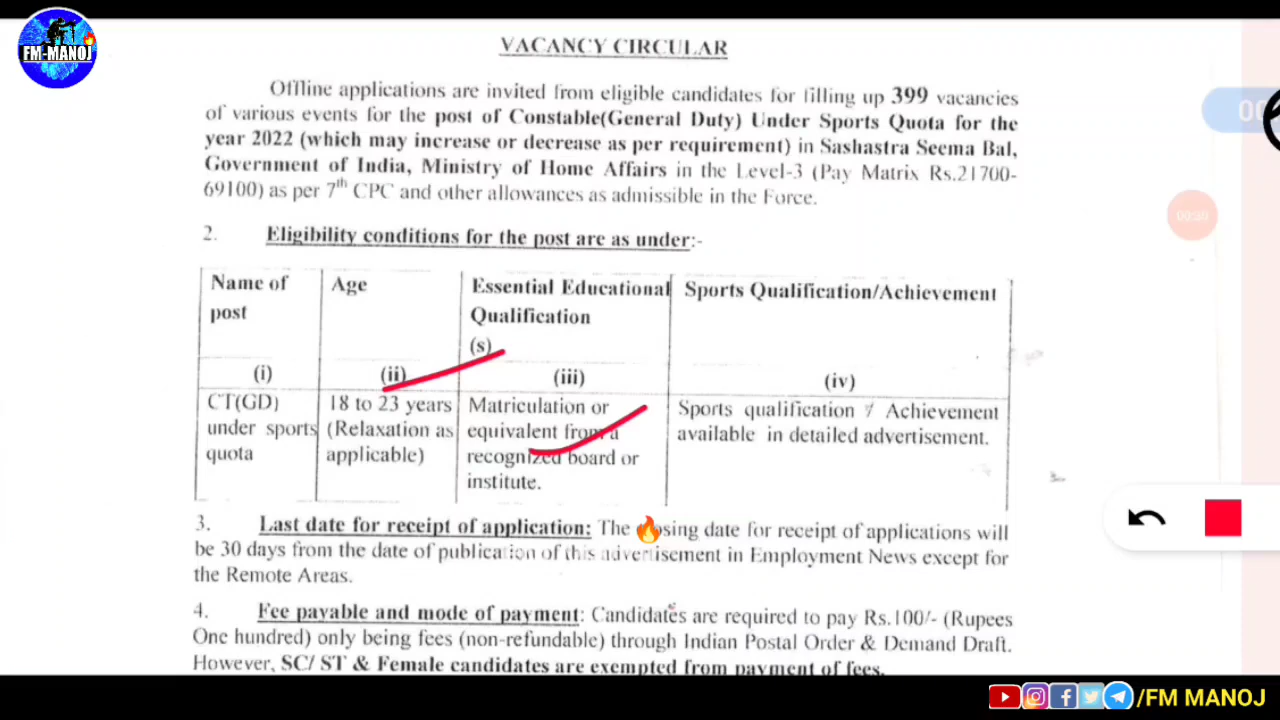 FM-MANOJ
VACANCY CIRCULAR
Offline applications are invited from eligible candidates for filling up 399 vacancies
of various events for the post of Constable(General Duty) Under Sports Quota for the
year 2022 (which may increase or decrease as per requirement) in Sashastra Seema Bal,
Government of India, Ministry of Home Affairs in the Level-3 (Pay Matrix Rs.21700-
69100) as per 7th CPC and other allowances as admissible in the Force.
00:30
2. Eligibility conditions for the post are as under:-
Name of post
(i)
Age
(ii)
Essential Educational
Qualification
(s)
(iii)
Sports Qualification/Achievement
(iv)
CT(GD)
under sports
quota
18 to 23 years
(Relaxation as
applicable)
Matriculation or
equivalent from a
recognized board or
institute.
Sports qualification / Achievement
available in detailed advertisement.
3. Last date for receipt of application: The closing date for receipt of applications will
be 30 days from the date of publication of this advertisement in Employment News except for
the Remote Areas.
4. Fee payable and mode of payment: Candidates are required to pay Rs.100/- (Rupees
One hundred) only being fees (non-refundable) through Indian Postal Order & Demand Draft.
However, SC/ ST & Female candidates are exempted from payment of fees.
/FM MANOJ